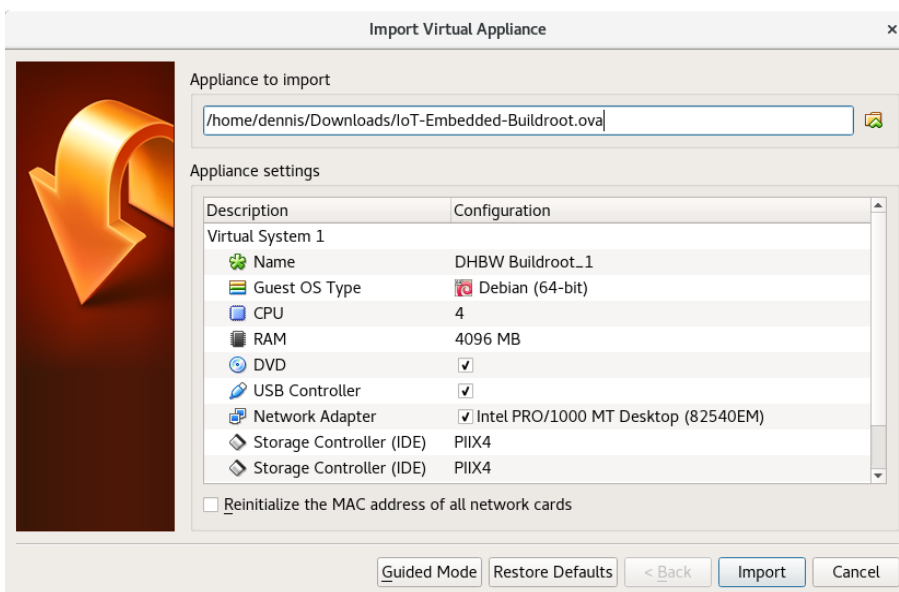 Import Virtual Appliance ×
Appliance to import
/home/dennis/Downloads/IoT-Embedded-Buildroot.ova
Appliance settings
Description Configuration
Virtual System 1
Name DHBW Buildroot_1
Guest OS Type Debian (64-bit)
CPU 4
RAM 4096 MB
DVD
USB Controller
Network Adapter Intel PRO/1000 MT Desktop (82540EM)
Storage Controller (IDE) PIIX4
Storage Controller (IDE) PIIX4
Reinitialize the MAC address of all network cards
Guided Mode Restore Defaults < Back Import Cancel